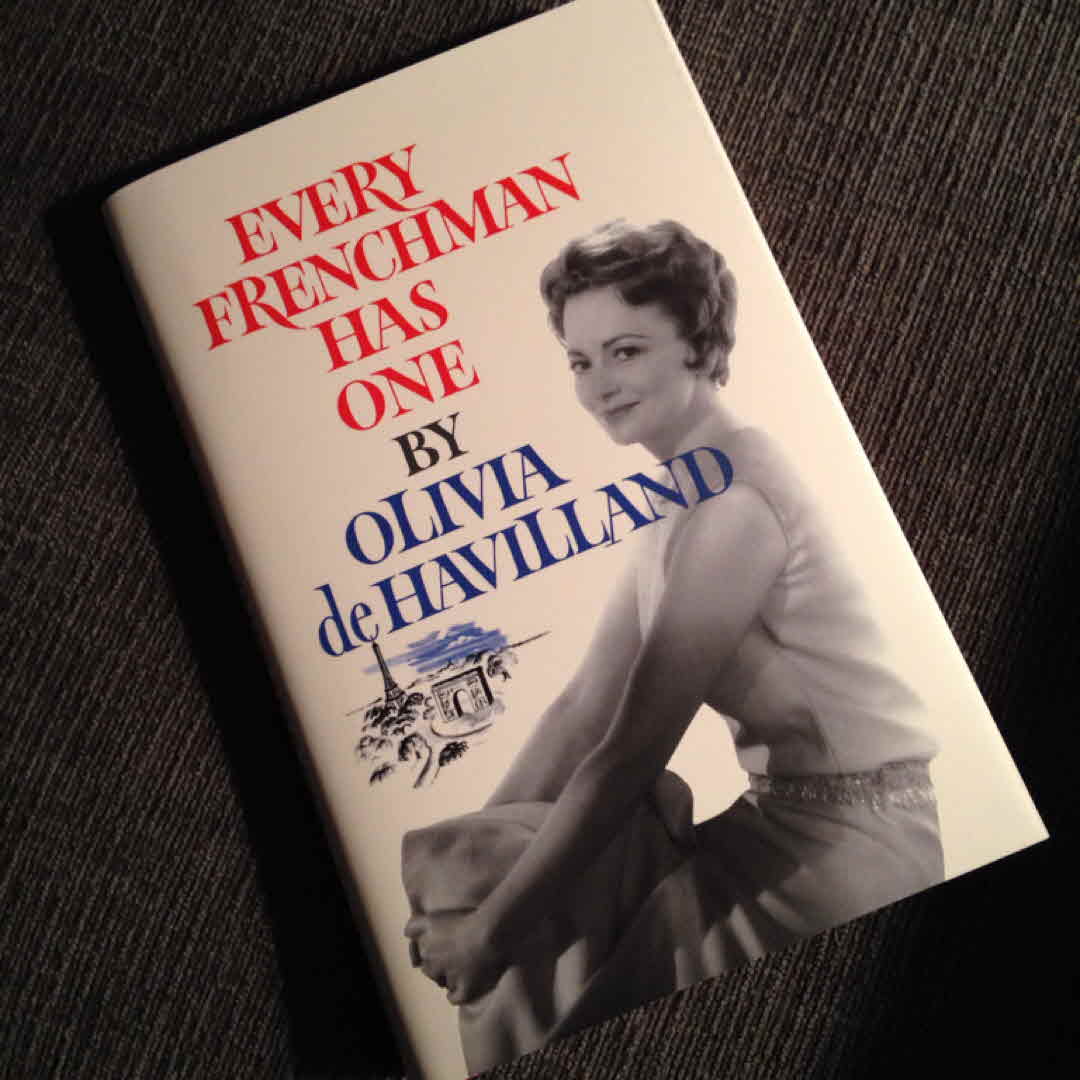 EVERY
FRENCHMAN
HAS
ONE
BY
OLIVIA
de HAVILLAND